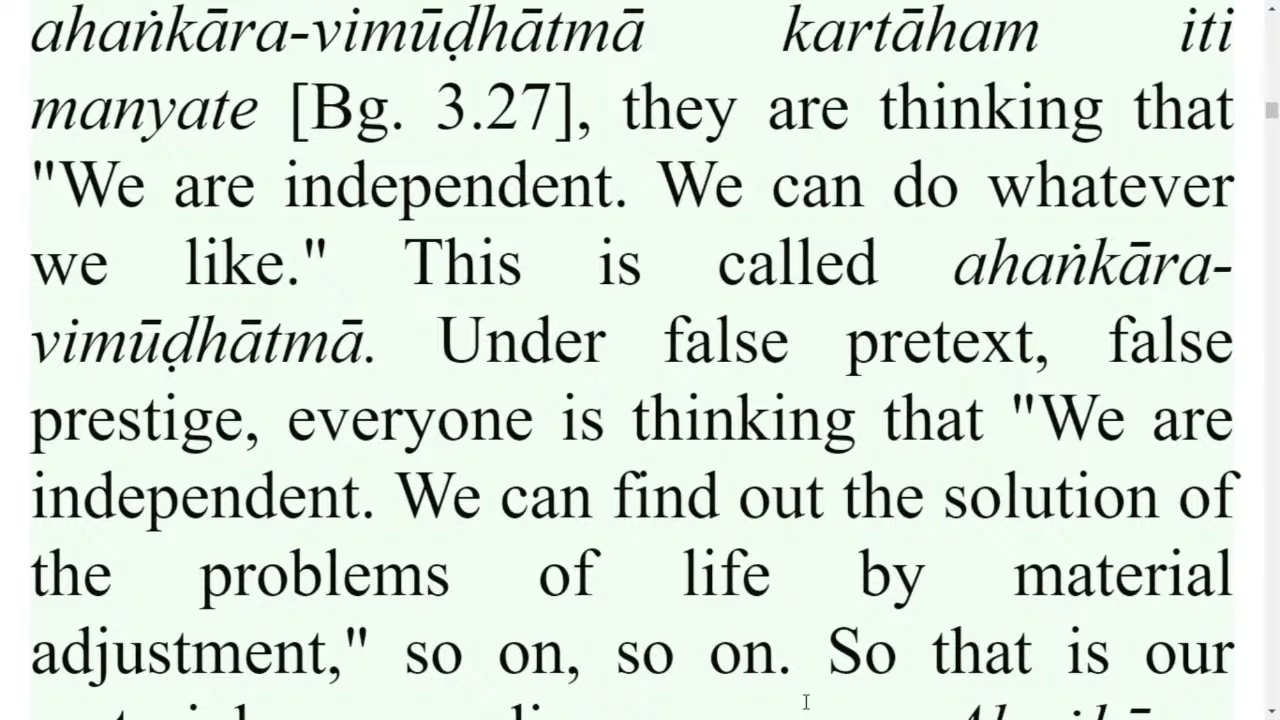 ahaṅkāra-vimūḍhātmā kartāham iti
manyate [Bg. 3.27], they are thinking that
"We are independent. We can do whatever
we like." This is called ahaṅkāra-
vimūḍhātmā. Under false pretext, false
prestige, everyone is thinking that "We are
independent. We can find out the solution of
the problems of life by material
adjustment," so on, so on. So that is our